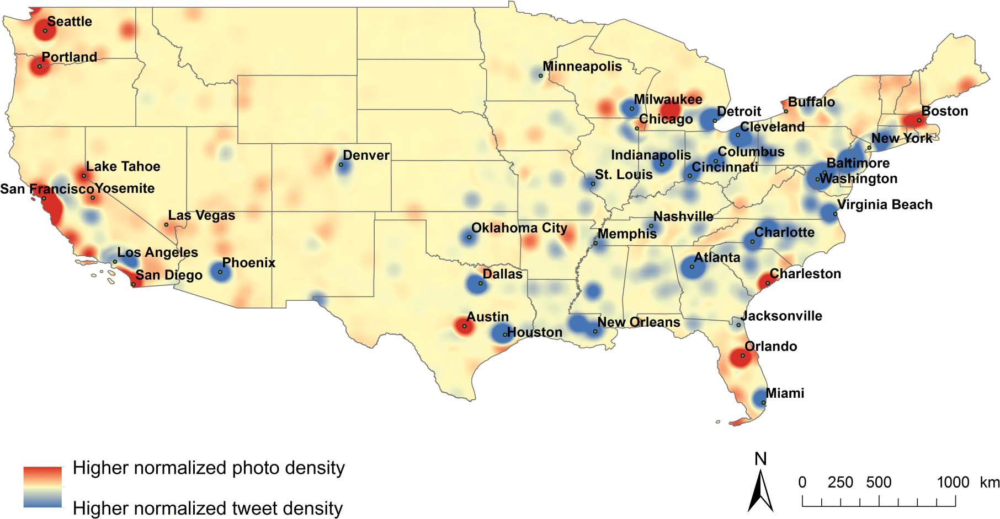 Seattle
Portland
Minneapolis
Milwaukee
Chicago
Detroit
Buffalo
Boston
Cleveland
New York
Lake Tahoe
Denver
Indianapolis
Columbus
Cincinnati
Baltimore
Washington
St. Louis
San Francisco
Yosemite
Las Vegas
Virginia Beach
Nashville
Oklahoma City
Memphis
Charlotte
Los Angeles
Phoenix
Atlanta
San Diego
Dallas
Charleston
Austin
Houston
New Orleans
Jacksonville
Orlando
Miami
Higher normalized photo density
Higher normalized tweet density
N
0 250 500 1000 km